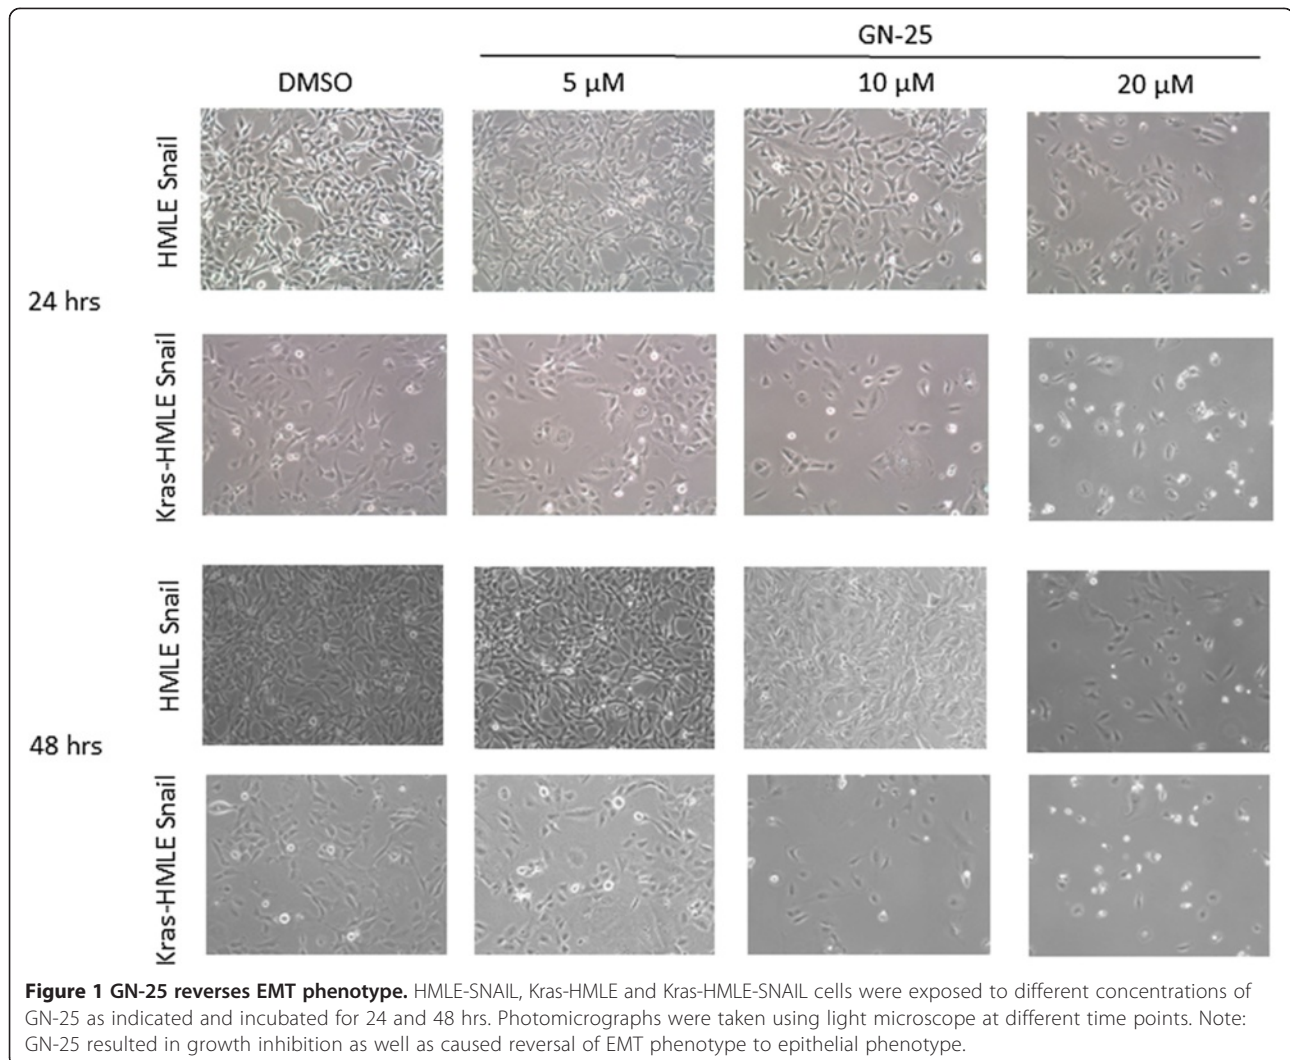 GN-25
DMSO 5 μM 10 μM 20 μM
HMLE Snail
24 hrs
Kras-HMLE Snail
HMLE Snail
48 hrs
Kras-HMLE Snail
Figure 1 GN-25 reverses EMT phenotype. HMLE-SNAIL, Kras-HMLE and Kras-HMLE-SNAIL cells were exposed to different concentrations of
GN-25 as indicated and incubated for 24 and 48 hrs. Photomicrographs were taken using light microscope at different time points. Note:
GN-25 resulted in growth inhibition as well as caused reversal of EMT phenotype to epithelial phenotype.